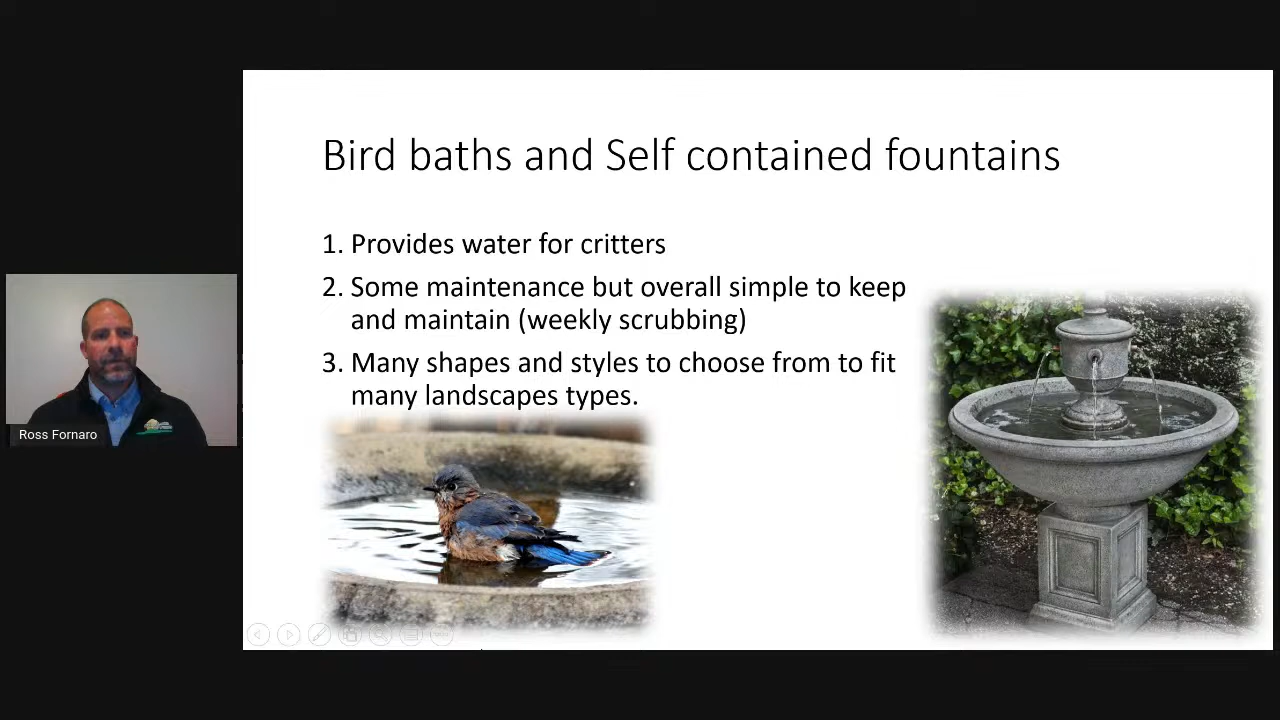 Bird baths and Self contained fountains
1. Provides water for critters
2. Some maintenance but overall simple to keep
and maintain (weekly scrubbing)
3. Many shapes and styles to choose from to fit
many landscapes types.
Ross Fornaro